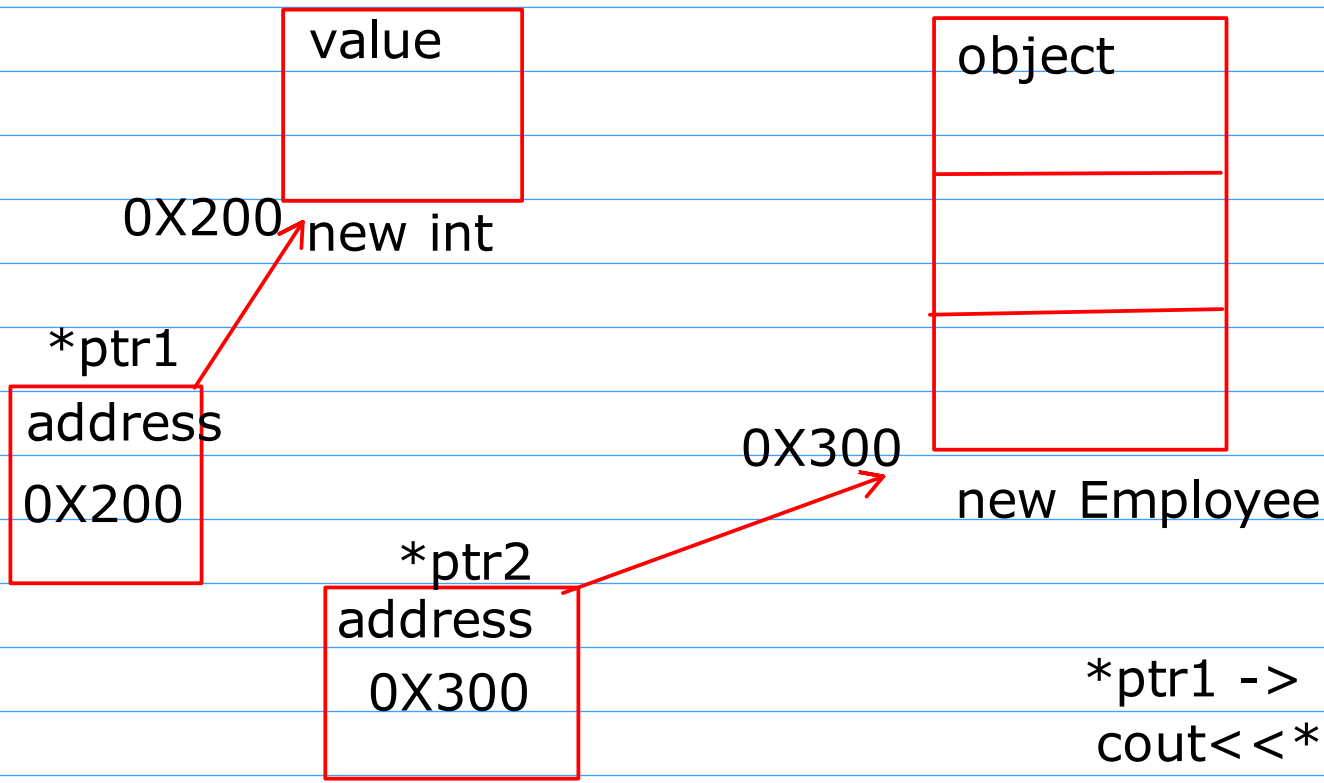 value
object
0X200
new int
*ptr1
address
0X200
0X300
new Employee
*ptr2
address
0X300
*ptr1 ->
cout<<*